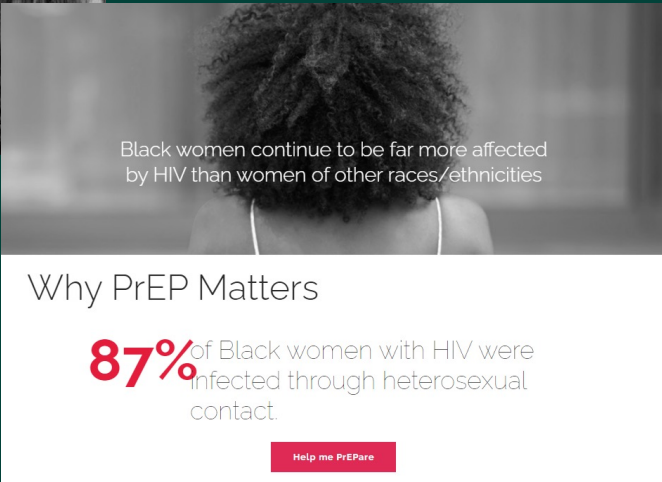 Black women continue to be far more affected
by HIV than women of other races/ethnicities
Why PrEP Matters
87%
of Black women with HIV were
infected through heterosexual
contact.
Help me PrEPare